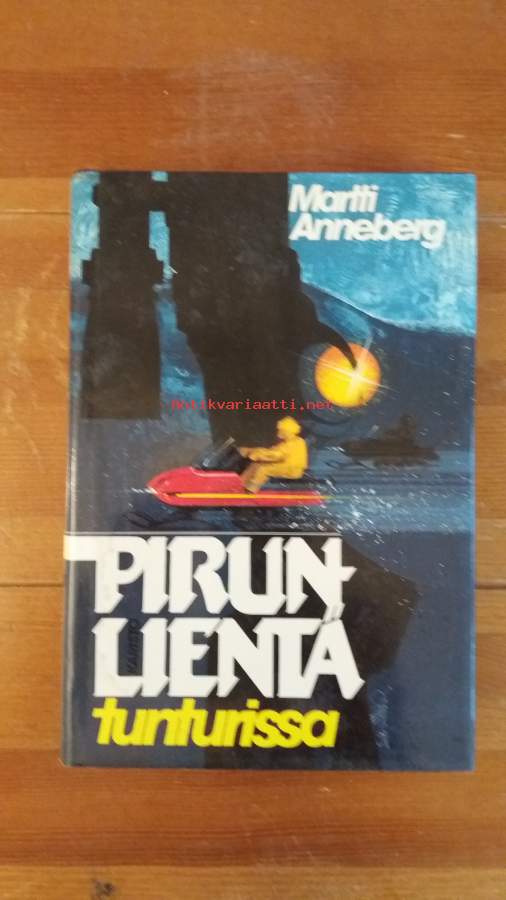 Martti
Anneberg
Antikvariaatti.net
PIRUN-
LIENTÄ
tunturissa